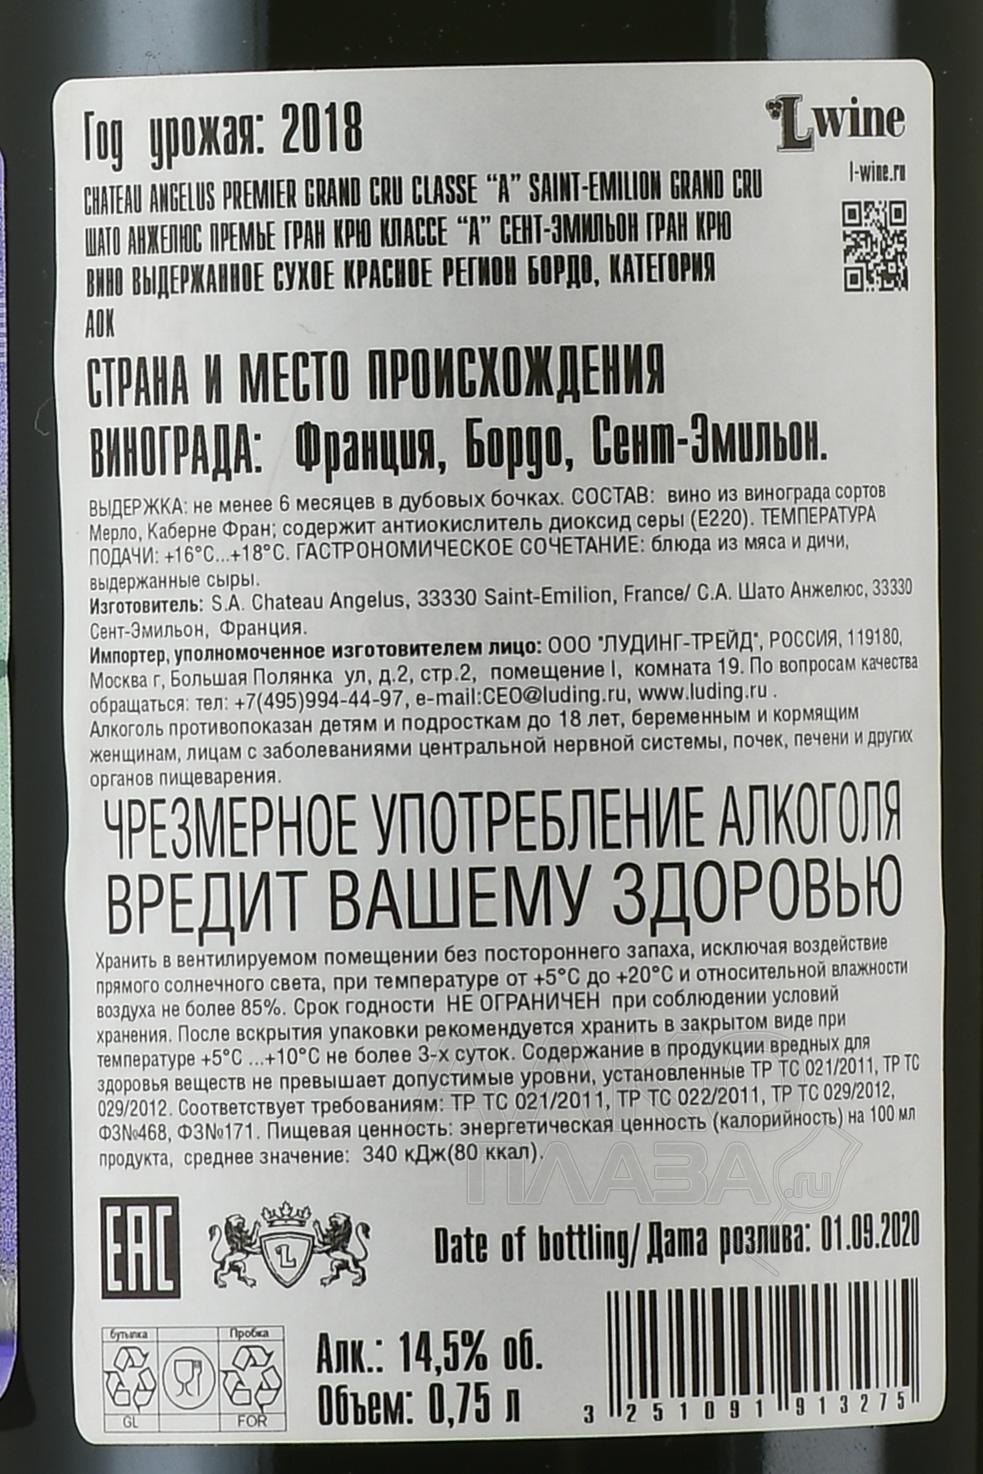 Год урожая: 2018
L wine
l-wine.ru
CHATEAU ANGELUS PREMIER GRAND CRU CLASSE "A" SAINT-EMILION GRAND CRU
ШАТО АНЖЕЛЮС ПРЕМЬЕ ГРАН КРЮ КЛАССЕ "А" СЕНТ-ЭМИЛЬОН ГРАН КРЮ
ВИНО ВЫДЕРЖАННОЕ СУХОЕ КРАСНОЕ РЕГИОН БОРДО, КАТЕГОРИЯ
АОК
СТРАНА И МЕСТО ПРОИСХОЖДЕНИЯ
ВИНОГРАДА: Франция, Бордо, Сент-Эмильон.
ВЫДЕРЖКА: не менее 6 месяцев в дубовых бочках. СОСТАВ: вино из винограда сортов
Мерло, Каберне Фран; содержит антиокислитель диоксид серы (Е220). ТЕМПЕРАТУРА
ПОДАЧИ: +16°С...+18°С. ГАСТРОНОМИЧЕСКОЕ СОЧЕТАНИЕ: блюда из мяса и дичи,
выдержанные сыры.
Изготовитель: S.A. Chateau Angelus, 33330 Saint-Emilion, France/ С.А. Шато Анжелюс, 33330
Сент-Эмильон, Франция.
Импортер, уполномоченное изготовителем лицо: ООО "ЛУДИНГ-ТРЕЙД", РОССИЯ, 119180,
Москва г, Большая Полянка ул, д.2, стр.2, помещение I, комната 19. По вопросам качества
обращаться: тел: +7(495)994-44-97, e-mail:CEO@luding.ru, www.luding.ru .
Алкоголь противопоказан детям и подросткам до 18 лет, беременным и кормящим
женщинам, лицам с заболеваниями центральной нервной системы, почек, печени и других
органов пищеварения.
ЧРЕЗМЕРНОЕ УПОТРЕБЛЕНИЕ АЛКОГОЛЯ
ВРЕДИТ ВАШЕМУ ЗДОРОВЬЮ
Хранить в вентилируемом помещении без постороннего запаха, исключая воздействие
прямого солнечного света, при температуре от +5°С до +20°С и относительной влажности
воздуха не более 85%. Срок годности НЕ ОГРАНИЧЕН при соблюдении условий
хранения. После вскрытия упаковки рекомендуется хранить в закрытом виде при
температуре +5°С ...+10°С не более 3-х суток. Содержание в продукции вредных для
здоровья веществ не превышает допустимые уровни, установленные ТР ТС 021/2011, ТР ТС
029/2012. Соответствует требованиям: ТР ТС 021/2011, ТР ТС 022/2011, ТР ТС 029/2012,
ФЗ№468, ФЗ№171. Пищевая ценность: энергетическая ценность (калорийность) на 100 мл
продукта, среднее значение: 340 кДж(80 ккал).
АЛКО
ПЛАЗА.ru
EAC
L
Date of bottling/ Дата розлива: 01.09.2020
бутылка Пробка
GL FOR
Алк.: 14,5% об.
Объем: 0,75 л
3 251091 913275